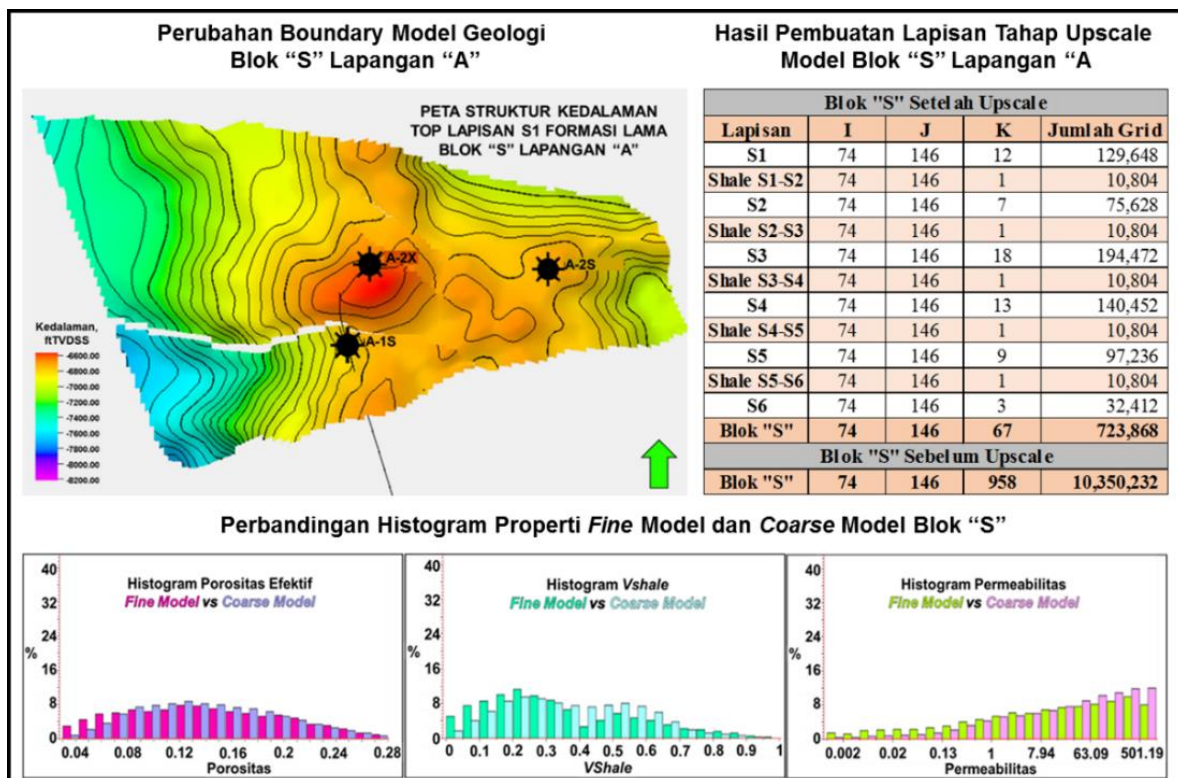 Perubahan Boundary Model Geologi
Blok “S” Lapangan “A”
PETA STRUKTUR KEDALAMAN
TOP LAPISAN S1 FORMASI LAMA
BLOK “S” LAPANGAN “A”
A-2X
A-2S
A-1S
Kedalaman,
ftTVDSS
-6600.00
-7000.00
-7400.00
-7800.00
-8000.00
-8200.00
Hasil Pembuatan Lapisan Tahap Upscale
Model Blok “S” Lapangan “A
Blok "S" Setelah Upscale
Lapisan I J K Jumlah Grid
S1 74 146 12 129,648
Shale S1-S2 74 146 1 10,804
S2 74 146 7 75,628
Shale S2-S3 74 146 1 10,804
S3 74 146 18 194,472
Shale S3-S4 74 146 1 10,804
S4 74 146 13 140,452
Shale S4-S5 74 146 1 10,804
S5 74 146 9 97,236
Shale S5-S6 74 146 1 10,804
S6 74 146 3 32,412
Blok "S" 74 146 67 723,868
Blok "S" Sebelum Upscale
Blok "S" 74 146 958 10,350,232
Perbandingan Histogram Properti Fine Model dan Coarse Model Blok “S”
Histogram Porositas Efektif
Fine Model vs Coarse Model
40
32
24
%
16
8
0
0.04 0.08 0.12 0.16 0.2 0.24 0.28
Porositas
Histogram Vshale
Fine Model vs Coarse Model
40
32
24
%
16
8
0
0 0.1 0.2 0.3 0.4 0.5 0.6 0.7 0.8 0.9 1
VShale
Histogram Permeabilitas
Fine Model vs Coarse Model
40
32
24
%
16
8
0
0.002 0.02 0.13 1 7.94 63.09 501.19
Permeabilitas